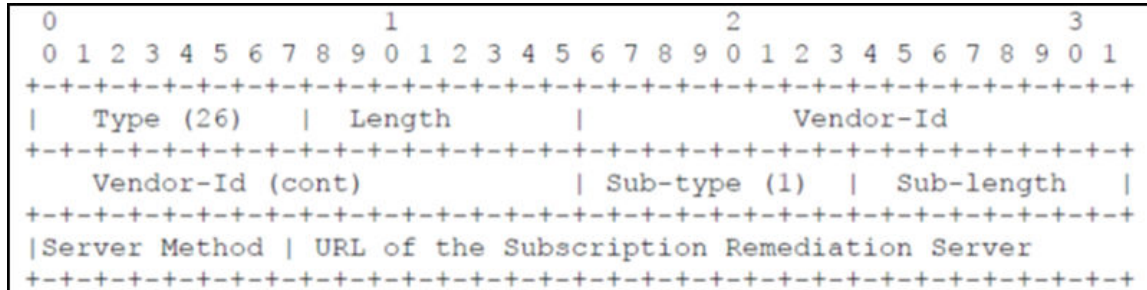 0                   1                   2                   3
 0 1 2 3 4 5 6 7 8 9 0 1 2 3 4 5 6 7 8 9 0 1 2 3 4 5 6 7 8 9 0 1
+-+-+-+-+-+-+-+-+-+-+-+-+-+-+-+-+-+-+-+-+-+-+-+-+-+-+-+-+-+-+-+-+
|   Type (26)   |  Length       |            Vendor-Id
+-+-+-+-+-+-+-+-+-+-+-+-+-+-+-+-+-+-+-+-+-+-+-+-+-+-+-+-+-+-+-+-+
    Vendor-Id (cont)            | Sub-type (1)  |  Sub-length   |
+-+-+-+-+-+-+-+-+-+-+-+-+-+-+-+-+-+-+-+-+-+-+-+-+-+-+-+-+-+-+-+-+
|Server Method | URL of the Subscription Remediation Server
+-+-+-+-+-+-+-+-+-+-+-+-+-+-+-+-+-+-+-+-+-+-+-+-+-+-+-+-+-+-+-+-+